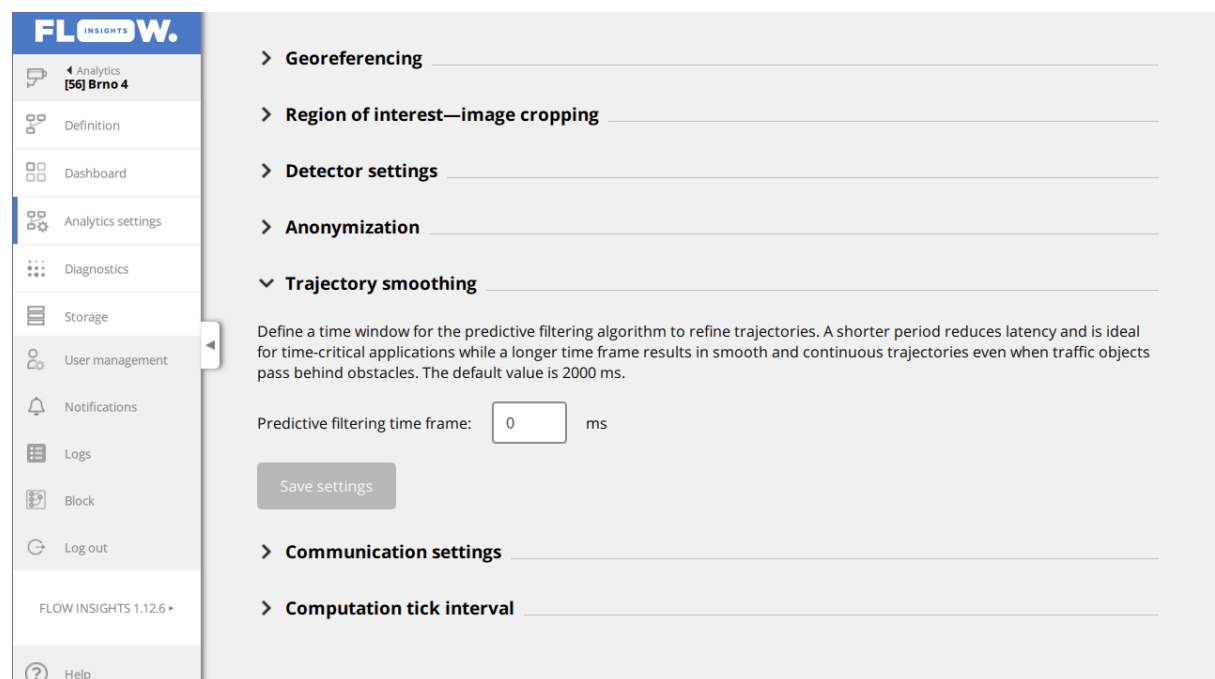 FLOW.
INSIGHTS
Analytics
[56] Brno 4
Definition
Dashboard
Analytics settings
Diagnostics
Storage
User management
Notifications
Logs
Block
Log out
FLOW INSIGHTS 1.12.6
Help
Georeferencing
Region of interest—image cropping
Detector settings
Anonymization
Trajectory smoothing
Define a time window for the predictive filtering algorithm to refine trajectories. A shorter period reduces latency and is ideal
for time-critical applications while a longer time frame results in smooth and continuous trajectories even when traffic objects
pass behind obstacles. The default value is 2000 ms.
Predictive filtering time frame: 0 ms
Save settings
Communication settings
Computation tick interval